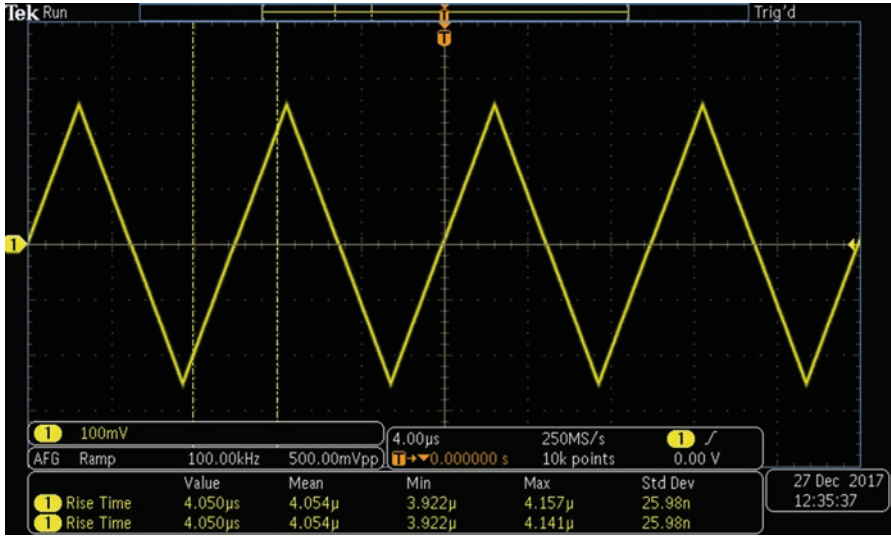 Tek Run Trig'd
T
T
1
1 100mV
AFG Ramp 100.00kHz 500.00mVpp
4.00µs 250MS/s 1
T→▼0.000000 s 10k points 0.00 V
Value Mean Min Max Std Dev
1 Rise Time 4.050µs 4.054µ 3.922µ 4.157µ 25.98n
1 Rise Time 4.050µs 4.054µ 3.922µ 4.141µ 25.98n
27 Dec 2017
12:35:37